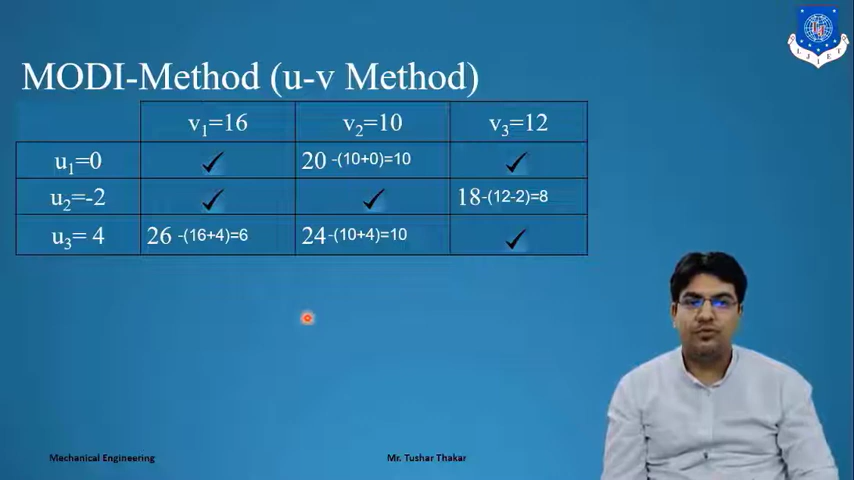 MODI-Method (u-v Method)
v₁=16 v₂=10 v₃=12
u₁=0 ✓ 20 -(10+0)=10 ✓
u₂=-2 ✓ ✓ 18-(12-2)=8
u₃= 4 26 -(16+4)=6 24-(10+4)=10 ✓
Mechanical Engineering
Mr. Tushar Thakar